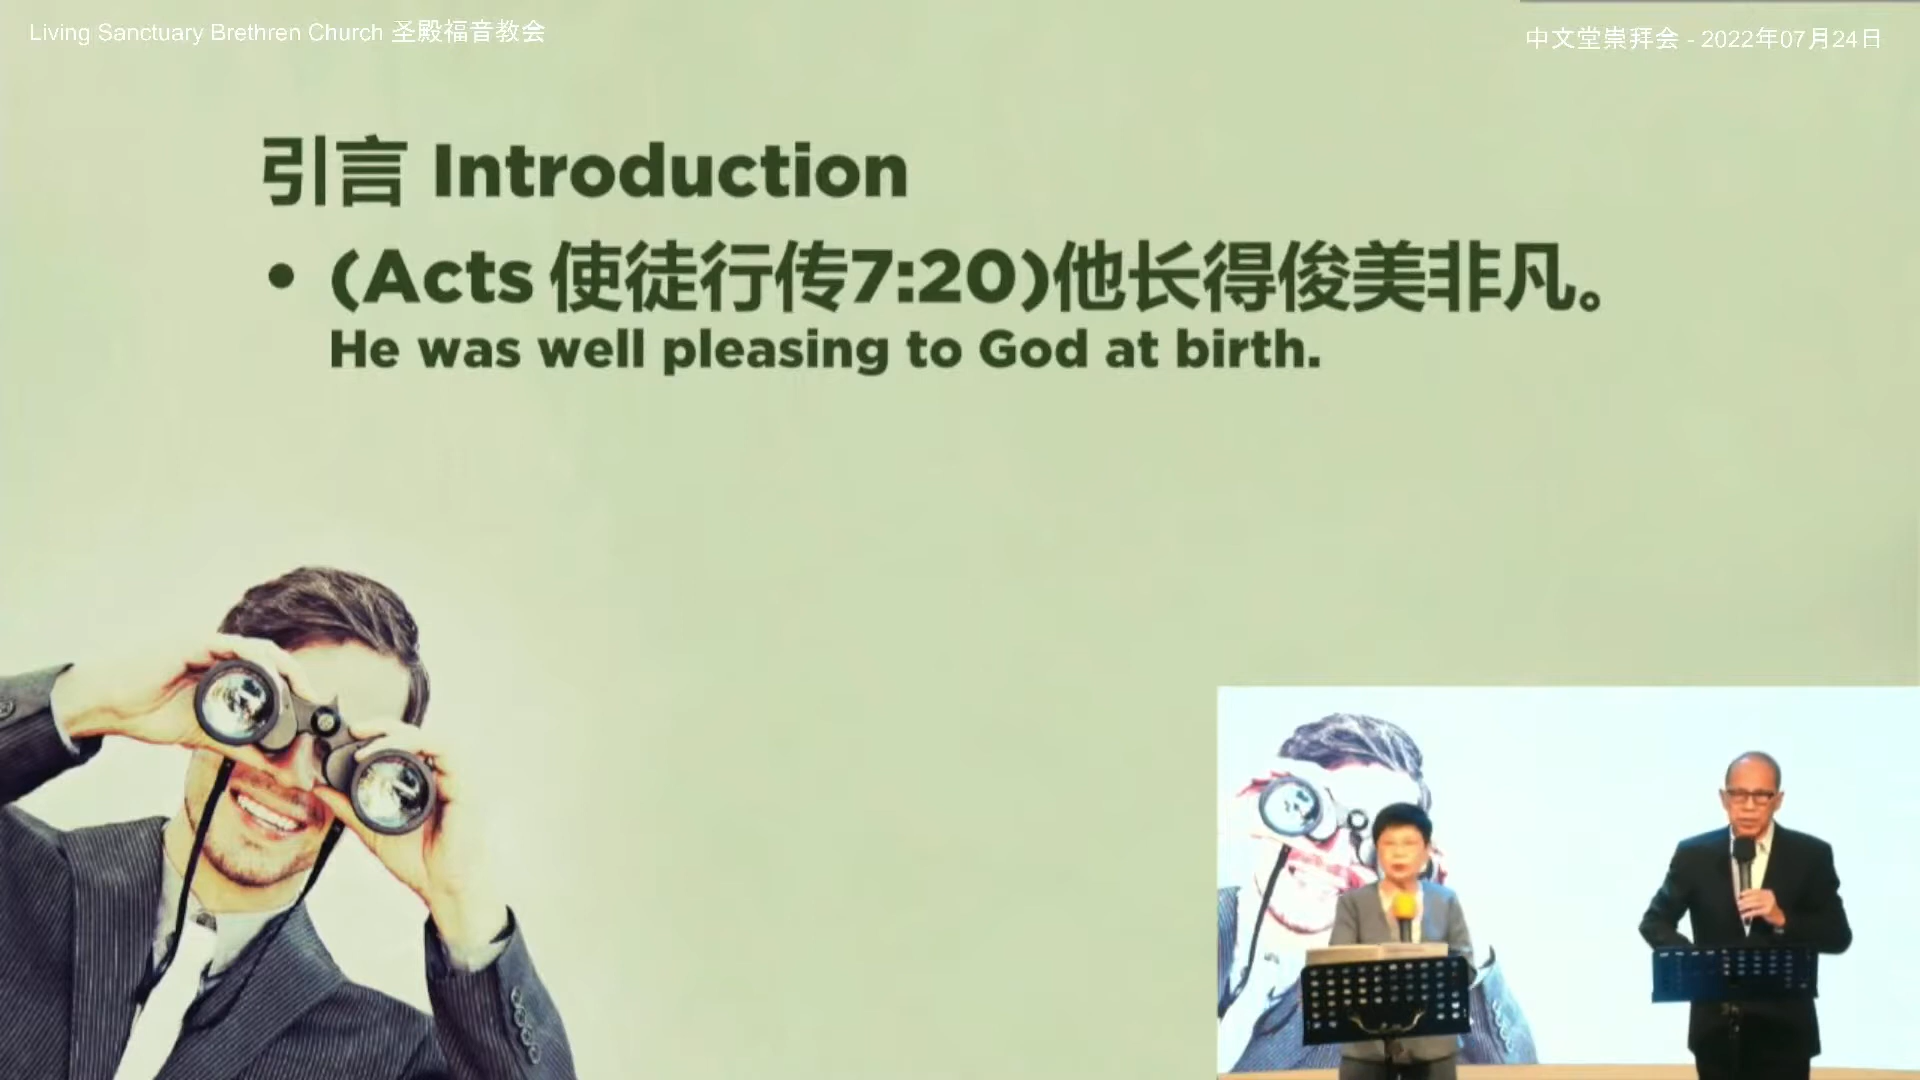 Living Sanctuary Brethren Church 圣殿福音教会
中文堂崇拜会 - 2022年07月24日
引言 Introduction
• (Acts 使徒行传7:20)他长得俊美非凡。
He was well pleasing to God at birth.